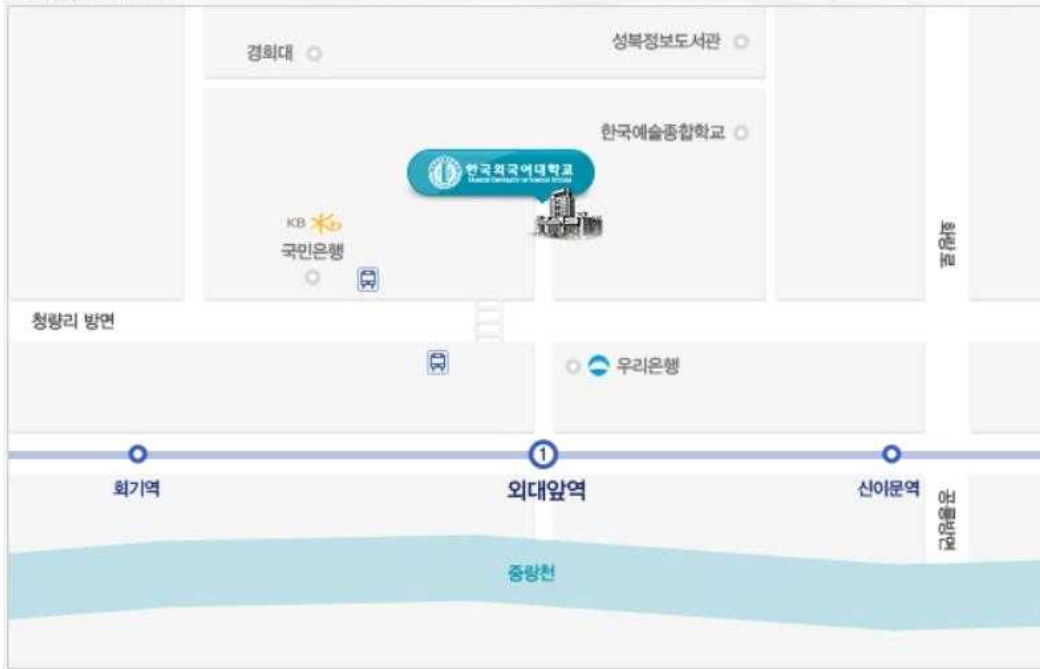 경희대
성북정보도서관
한국예술종합학교
한국외국어대학교
KB
국민은행
화랑로
청량리 방면
우리은행
1
회기역
외대앞역
신이문역
공릉방면
중랑천